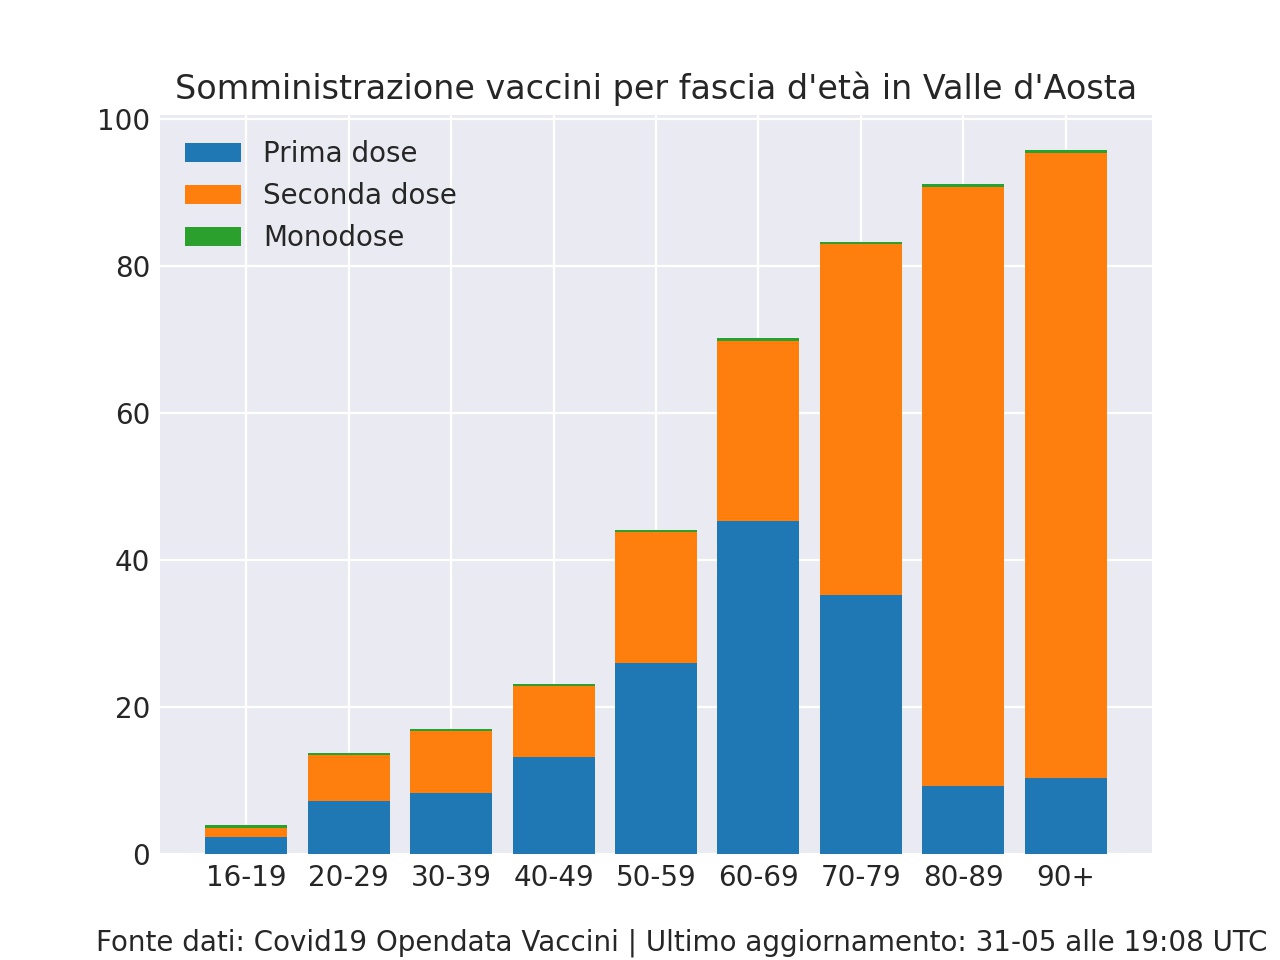 Somministrazione vaccini per fascia d'età in Valle d'Aosta
100
80
60
40
20
0
Prima dose
Seconda dose
Monodose
16-19 20-29 30-39 40-49 50-59 60-69 70-79 80-89 90+
Fonte dati: Covid19 Opendata Vaccini | Ultimo aggiornamento: 31-05 alle 19:08 UTC